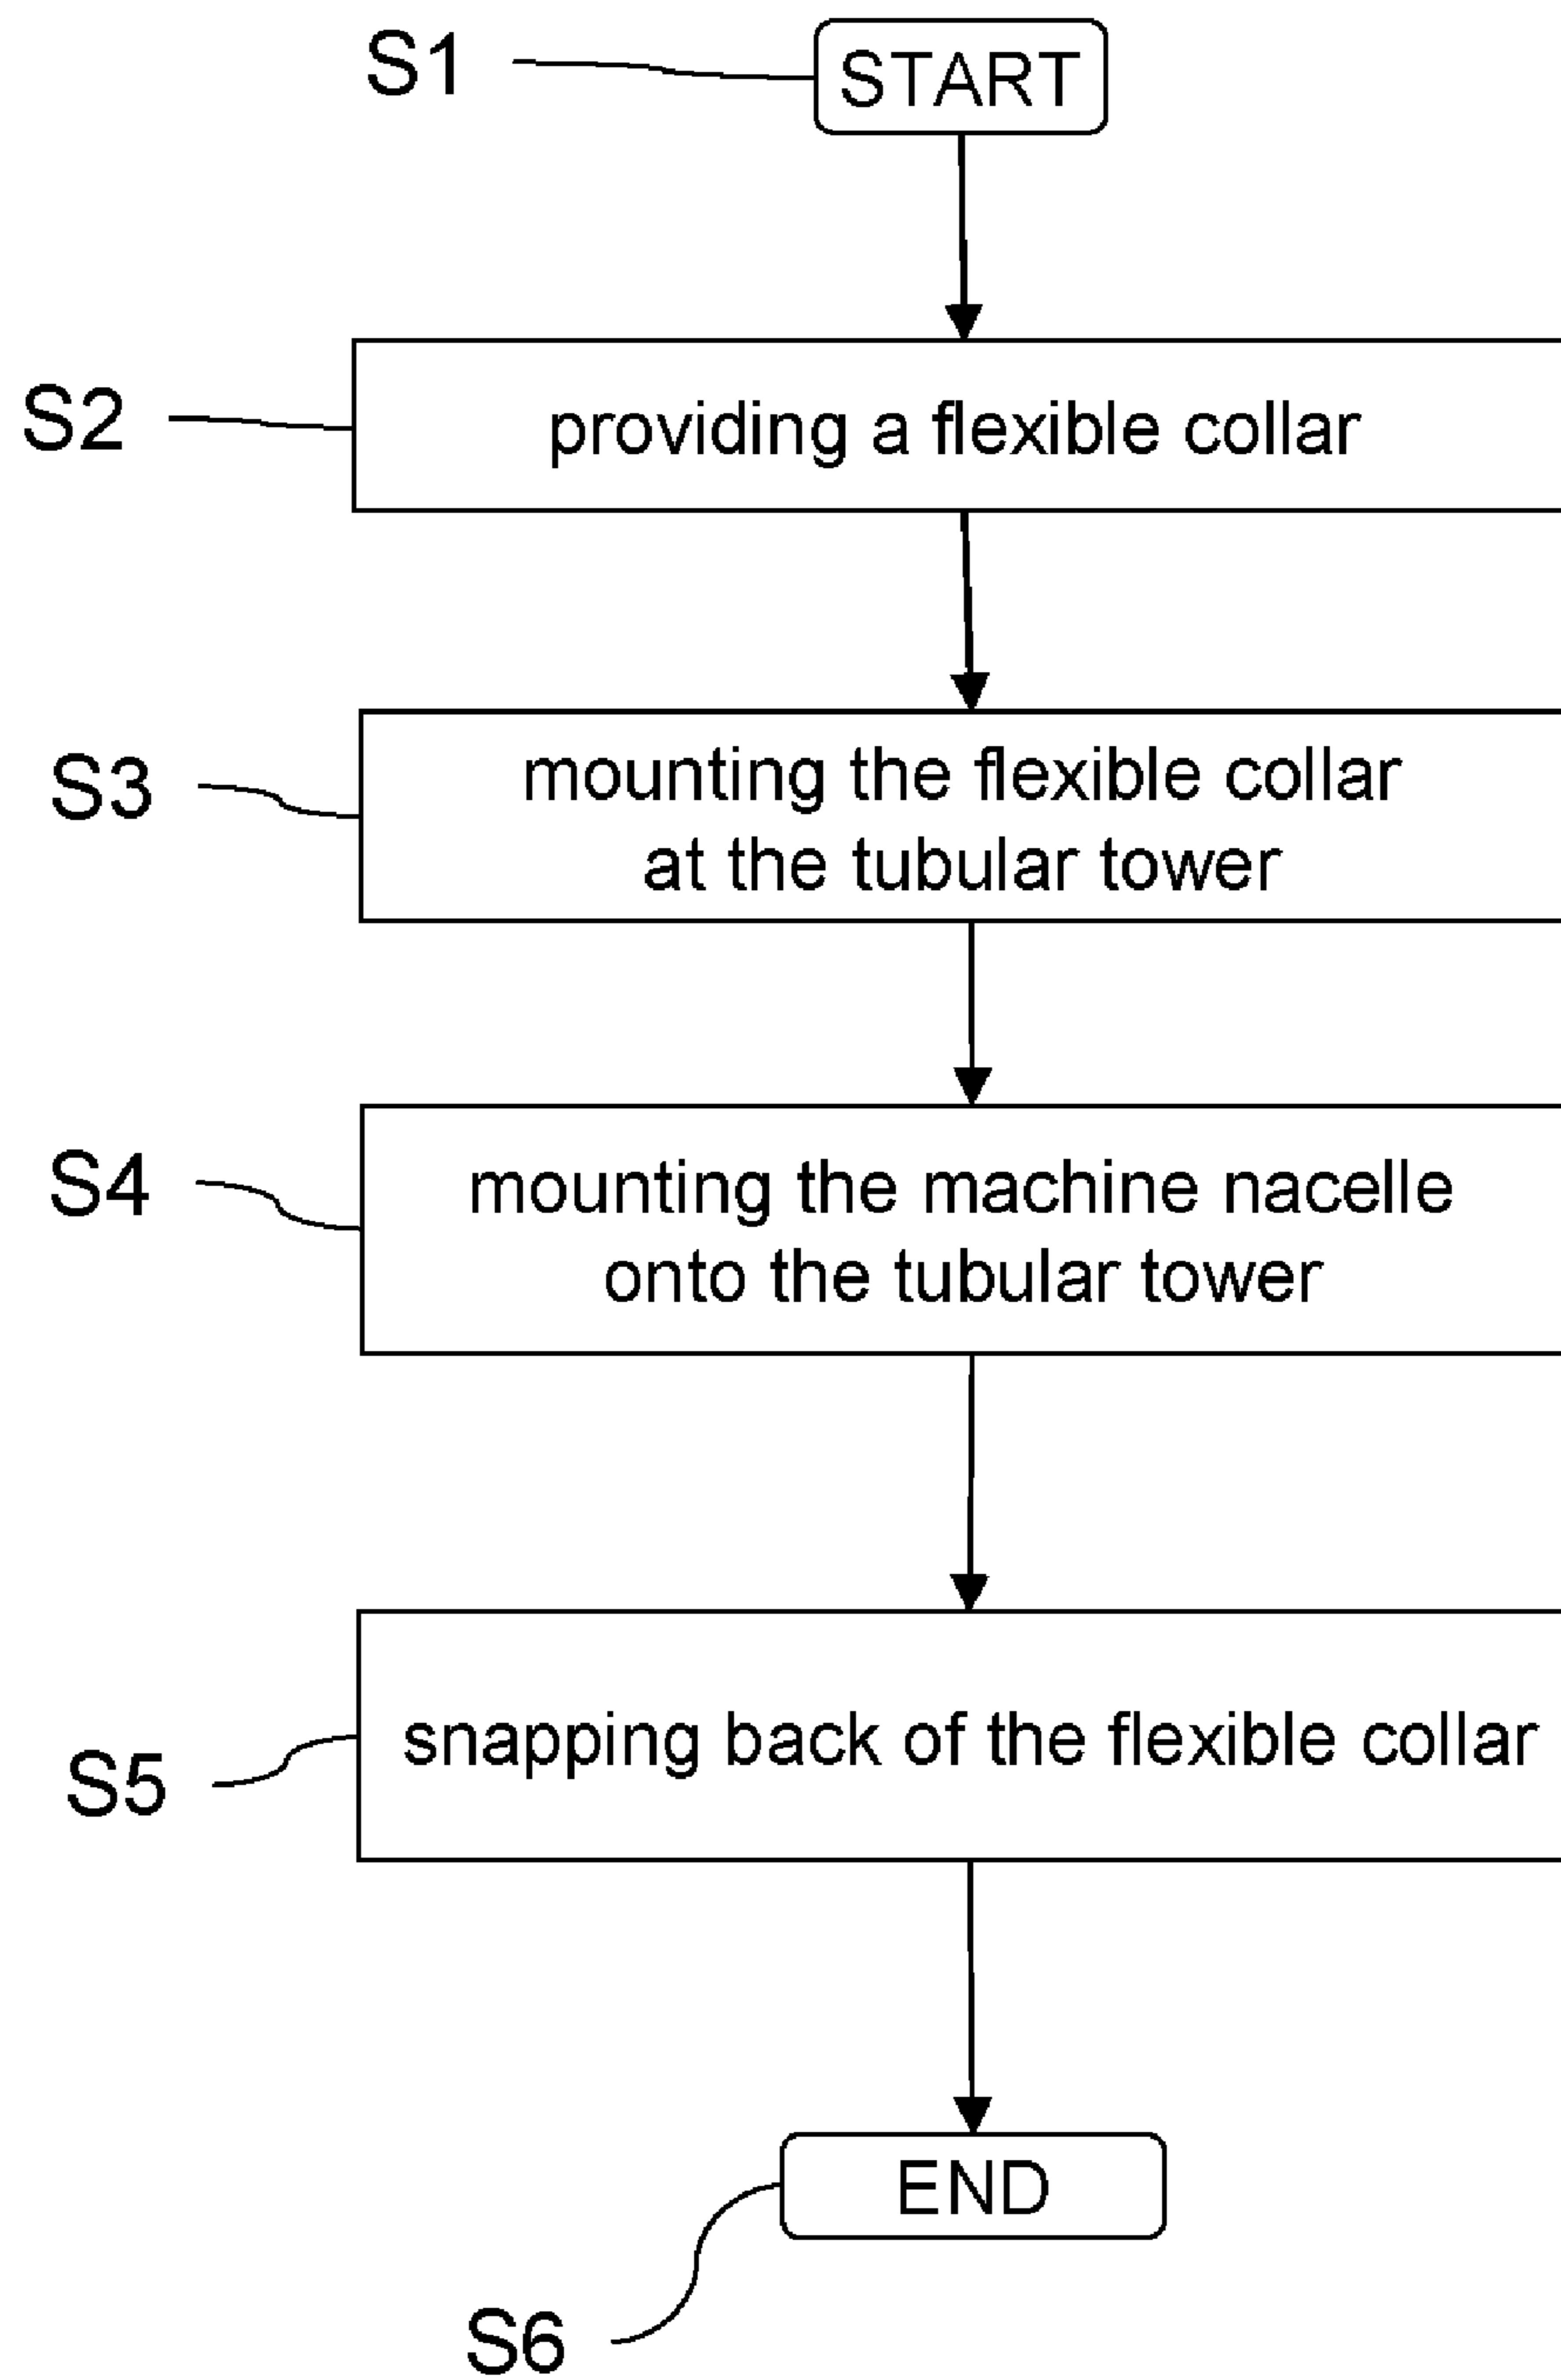 S1
START
S2
providing a flexible collar
S3
mounting the flexible collar
at the tubular tower
S4
mounting the machine nacelle
onto the tubular tower
S5
snapping back of the flexible collar
END
S6